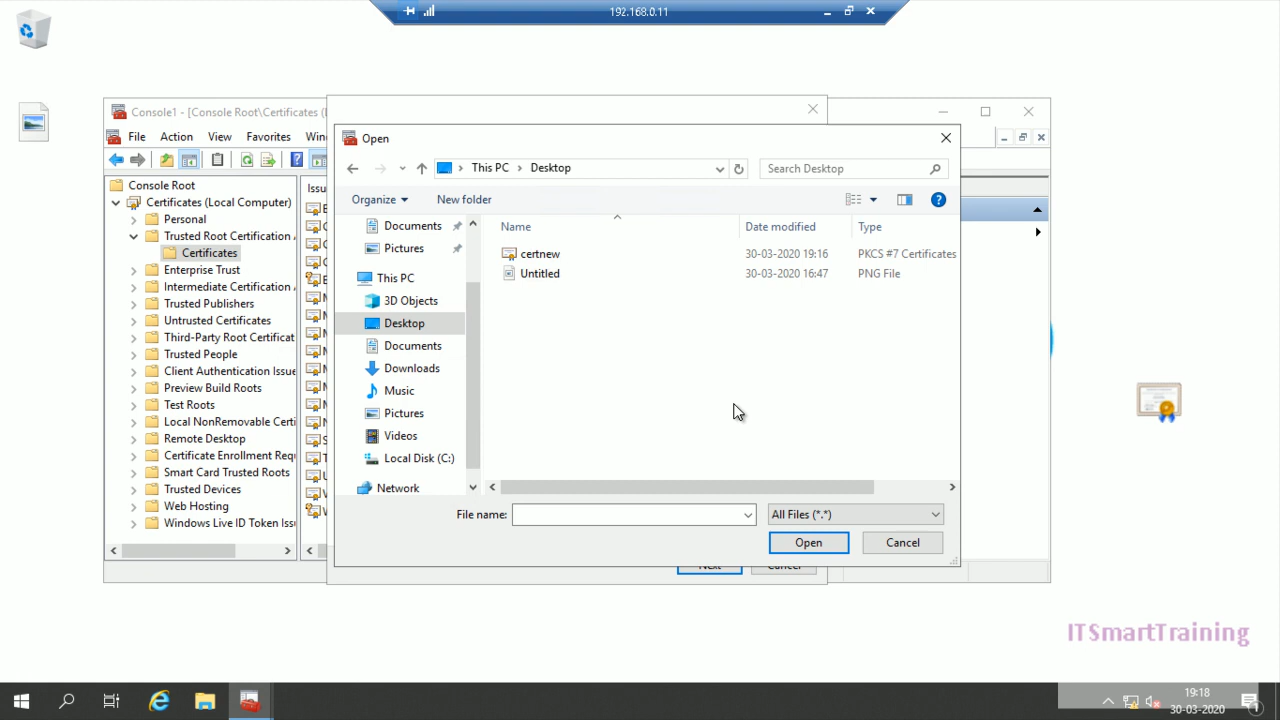 192.168.0.11
Console1 - [Console Root\Certificates (
File Action View Favorites Win
Console Root
Certificates (Local Computer)
Personal
Trusted Root Certification
Certificates
Enterprise Trust
Intermediate Certification
Trusted Publishers
Untrusted Certificates
Third-Party Root Certificat
Trusted People
Client Authentication Issue
Preview Build Roots
Test Roots
Local NonRemovable Certi
Remote Desktop
Certificate Enrollment Req
Smart Card Trusted Roots
Trusted Devices
Web Hosting
Windows Live ID Token Iss
Issu
Open
This PC > Desktop
Search Desktop
Organize New folder
Documents
Pictures
This PC
3D Objects
Desktop
Documents
Downloads
Music
Pictures
Videos
Local Disk (C:)
Network
Name Date modified Type
certnew 30-03-2020 19:16 PKCS #7 Certificates
Untitled 30-03-2020 16:47 PNG File
File name: All Files (*.*)
Open Cancel
Next Cancel
ITSmartTraining
19:18
30-03-2020
1